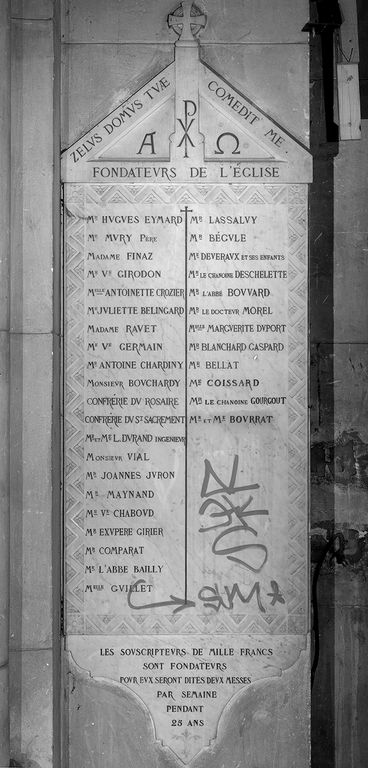 ZELVS DOMVS TVÆ
COMEDIT ME
A Ω
FONDATEVRS DE L'ÉGLISE
MR HVGVES EYMARD
MR MVRY PÈRE
MADAME FINAZ
ME VVE GIRODON
MELLE ANTOINETTE CROZIER
ME JVLIETTE BELINGARD
MADAME RAVET
ME VVE GERMAIN
MR ANTOINE CHARDINY
MONSIEVR BOVCHARDY
CONFRÉRIE DV ROSAIRE
CONFRÉRIE DV ST SACREMENT
MR ET ME L. DVRAND INGENIEVR
MONSIEVR VIAL
MR JOANNES JVRON
MR MAYNAND
ME VE CHABOVD
MR EXVPERE GIRIER
MR COMPARAT
MR L'ABBÉ BAILLY
MELLE GVILLET
MR LASSALVY
MR BÉGVLE
ME DEVERAVX ET SES ENFANTS
MR LE CHANOINE DESCHELETTE
MR L'ABBÉ BOVVARD
MR LE DOCTEVR MOREL
MELLE MARGVERITE DVPORT
MR BLANCHARD GASPARD
MR BELLAT
MR COISSARD
MR LE CHANOINE GOURGOUT
MR ET ME BOVRRAT
LES SOVSCRIPTEVRS DE MILLE FRANCS
SONT FONDATEVRS
POVR EVX SERONT DITES DEVX MESSES
PAR SEMAINE
PENDANT
25 ANS